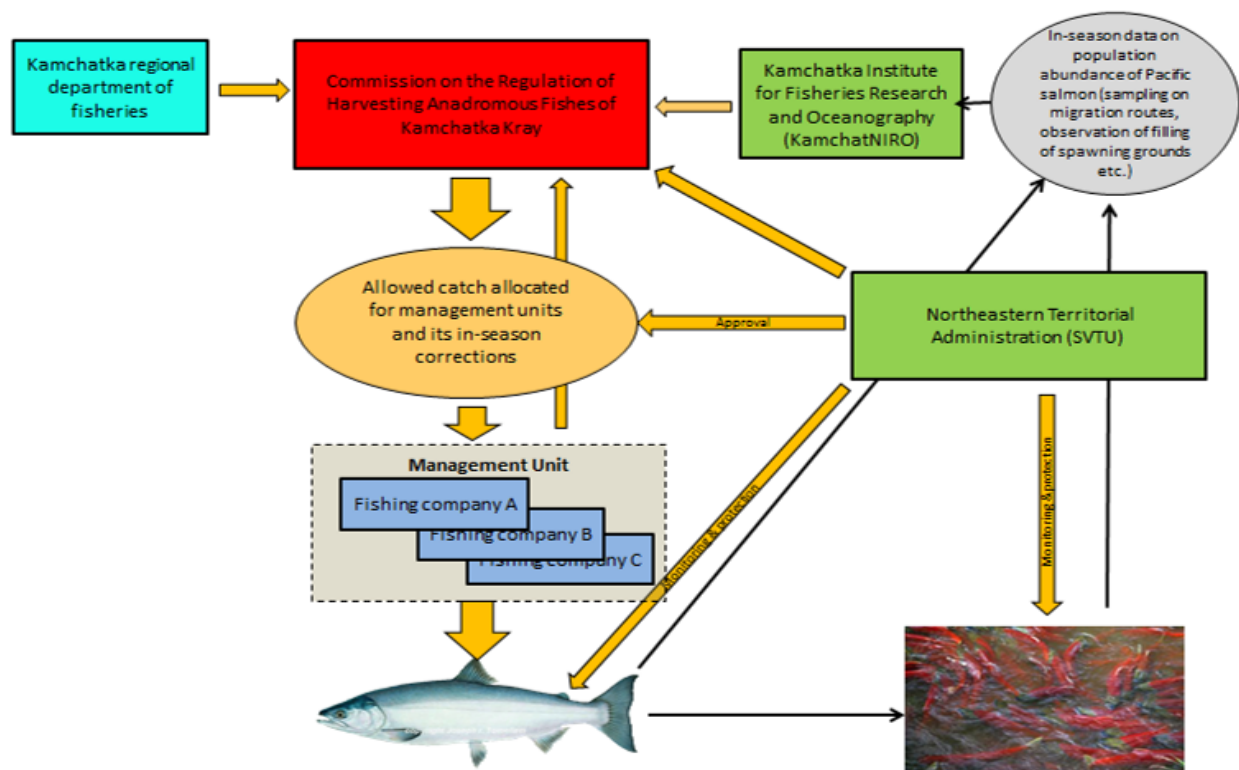 Kamchatka regional
department of
fisheries
Commission on the Regulation of
Harvesting Anadromous Fishes of
Kamchatka Kray
Kamchatka Institute
for Fisheries Research
and Oceanography
(KamchatNIRO)
In-season data on
population
abundance of Pacific
salmon (sampling on
migration routes,
observation of filling
of spawning grounds
etc.)
Allowed catch allocated
for management units
and its in-season
corrections
Approval
Northeastern Territorial
Administration (SVTU)
Management Unit
Fishing company A
Fishing company B
Fishing company C
Monitoring & protection
Monitoring & protection